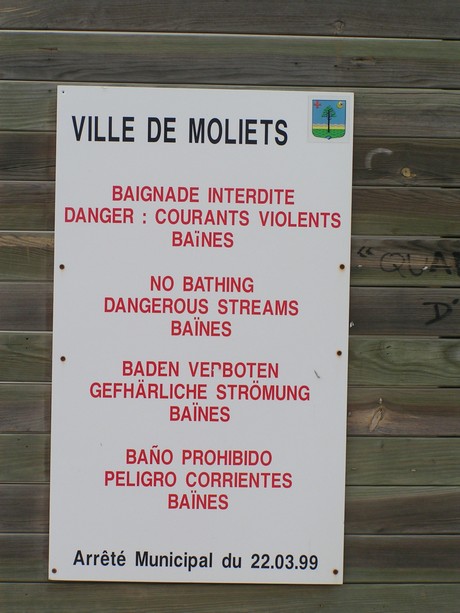 VILLE DE MOLIETS
BAIGNADE INTERDITE
DANGER : COURANTS VIOLENTS
BAïNES
NO BATHING
DANGEROUS STREAMS
BAÏNES
BADEN VERBOTEN
GEFHÄRLICHE STRÖMUNG
BAÏNES
BAÑO PROHIBIDO
PELIGRO CORRIENTES
BAÏNES
Arrêté Municipal du 22.03.99